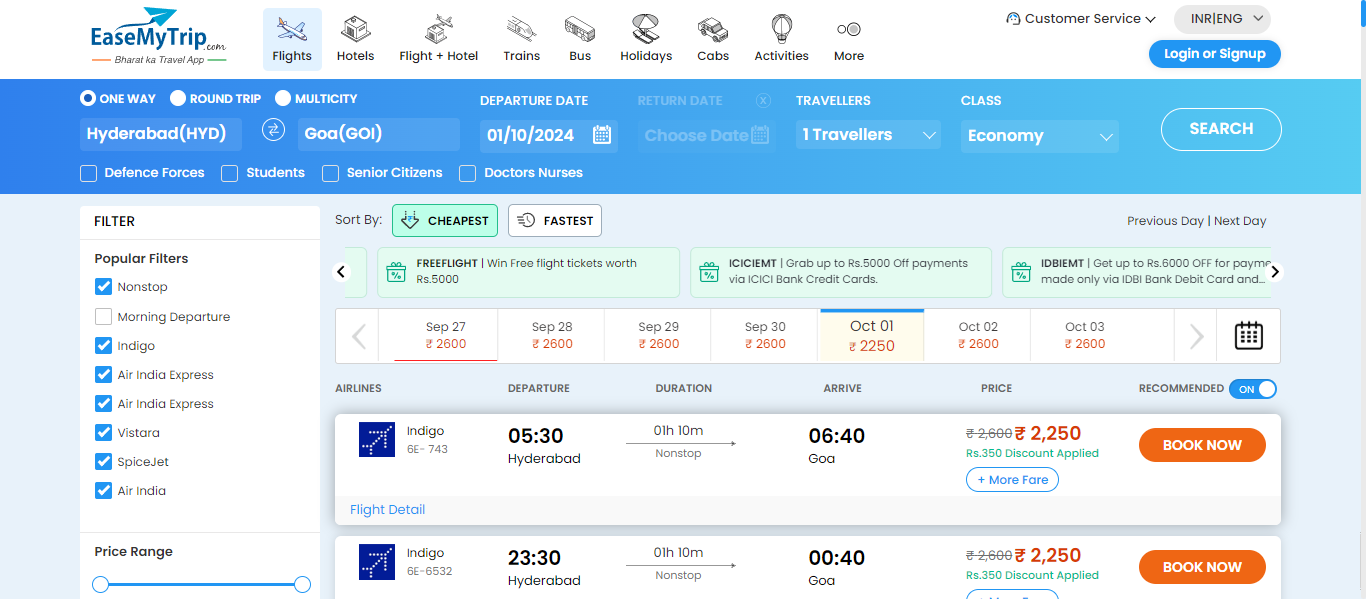 EaseMyTrip.com
Bharat ka Travel App
Flights
Hotels
Flight + Hotel
Trains
Bus
Holidays
Cabs
Activities
More
Customer Service
INR|ENG
Login or Signup
ONE WAY
ROUND TRIP
MULTICITY
DEPARTURE DATE
RETURN DATE
TRAVELLERS
CLASS
Hyderabad(HYD)
Goa(GOI)
01/10/2024
Choose Date
1 Travellers
Economy
SEARCH
Defence Forces
Students
Senior Citizens
Doctors Nurses
FILTER
Popular Filters
Nonstop
Morning Departure
Indigo
Air India Express
Air India Express
Vistara
SpiceJet
Air India
Price Range
Sort By:
CHEAPEST
FASTEST
Previous Day | Next Day
FREEFLIGHT | Win Free flight tickets worth
Rs.5000
ICICIEMT | Grab up to Rs.5000 Off payments
via ICICI Bank Credit Cards.
IDBIEMT | Get up to Rs.6000 OFF for payme
made only via IDBI Bank Debit Card and...
Sep 27
₹ 2600
Sep 28
₹ 2600
Sep 29
₹ 2600
Sep 30
₹ 2600
Oct 01
₹ 2250
Oct 02
₹ 2600
Oct 03
₹ 2600
AIRLINES
DEPARTURE
DURATION
ARRIVE
PRICE
RECOMMENDED
ON
Indigo
6E- 743
05:30
Hyderabad
01h 10m
Nonstop
06:40
Goa
₹ 2,600 ₹ 2,250
Rs.350 Discount Applied
+ More Fare
BOOK NOW
Flight Detail
Indigo
6E-6532
23:30
Hyderabad
01h 10m
Nonstop
00:40
Goa
₹ 2,600 ₹ 2,250
Rs.350 Discount Applied
BOOK NOW